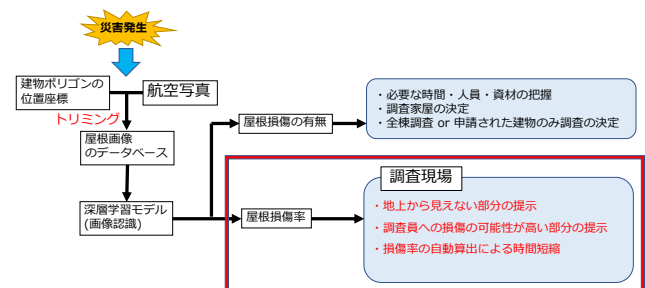 災害発生
建物ポリゴンの
位置座標
航空写真
トリミング
屋根画像
のデータベース
深層学習モデル
(画像認識)
屋根損傷の有無
・必要な時間・人員・資材の把握
・調査家屋の決定
・全棟調査 or 申請された建物のみ調査の決定
屋根損傷率
調査現場
・地上から見えない部分の提示
・調査員への損傷の可能性が高い部分の提示
・損傷率の自動算出による時間短縮